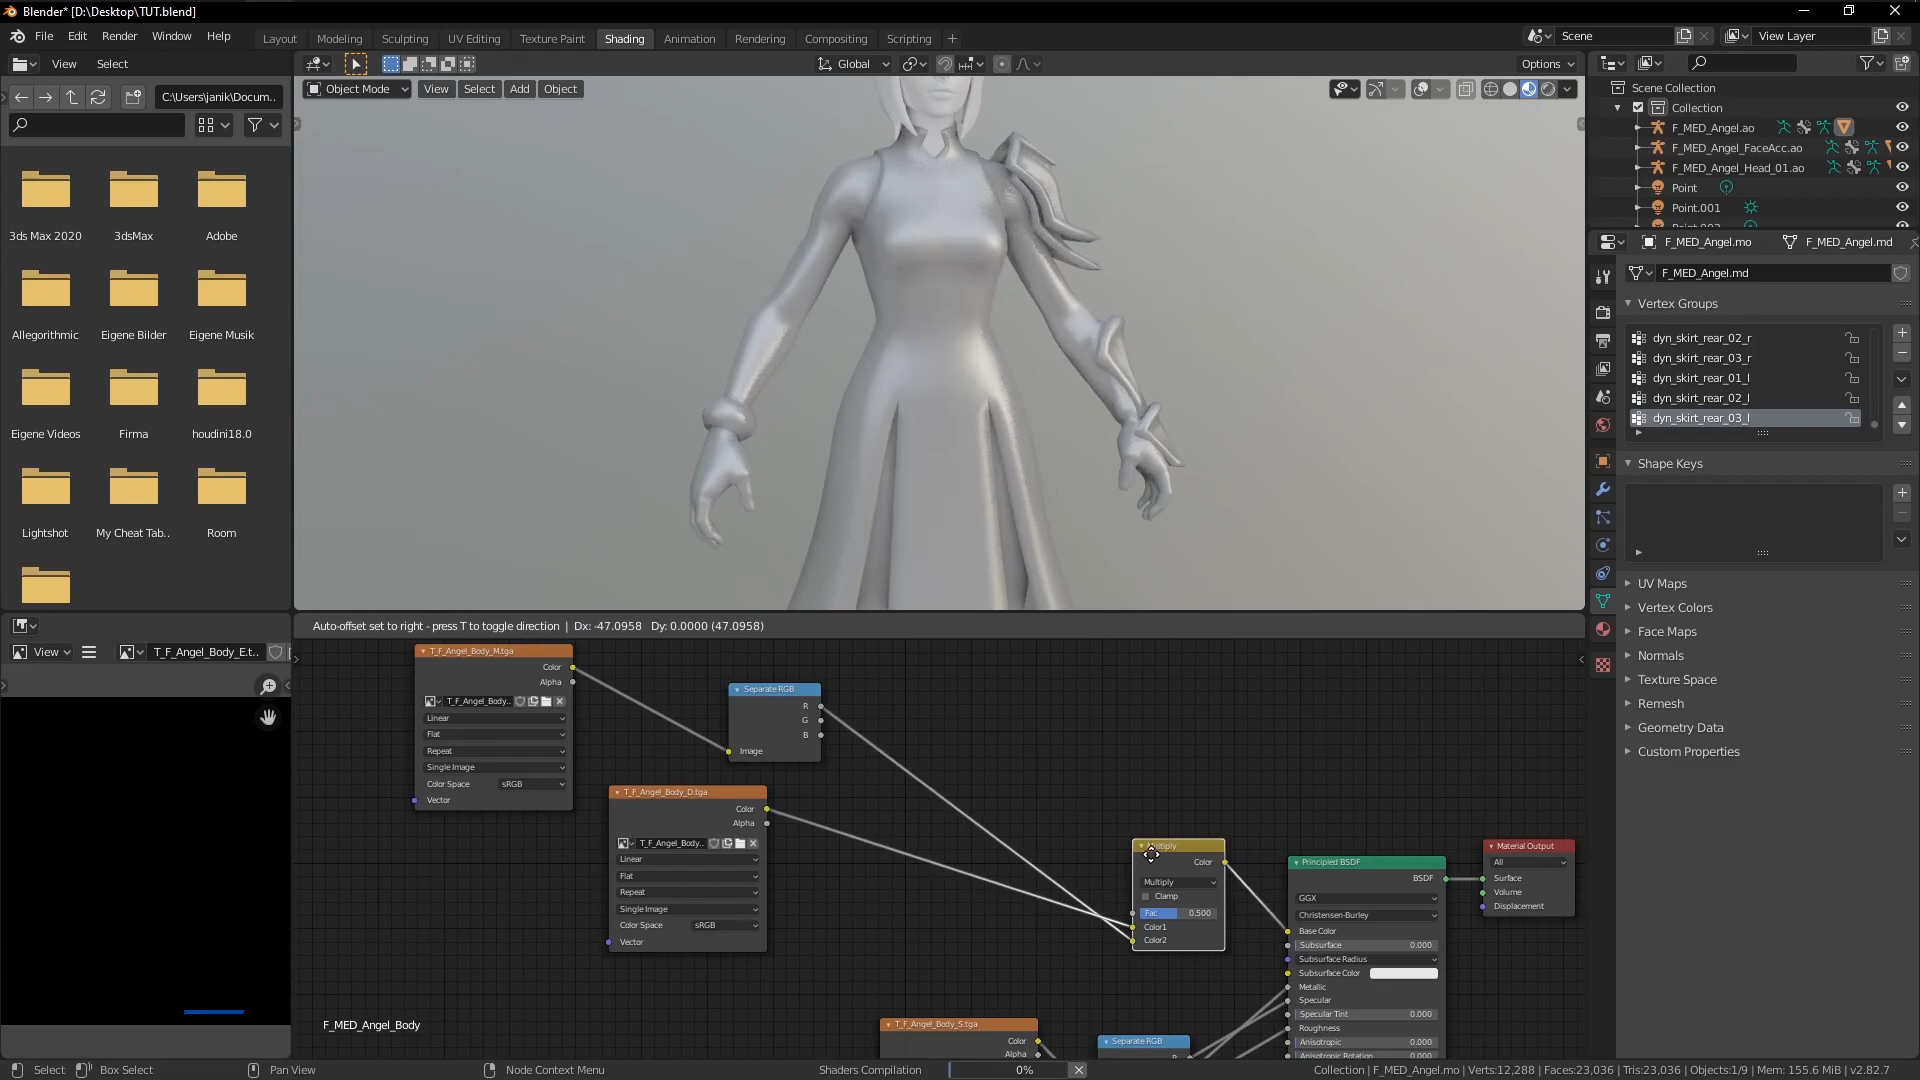 Blender* [D:\Desktop\TUT.blend]
File Edit Render Window Help
Layout Modeling Sculpting UV Editing Texture Paint Shading Animation Rendering Compositing Scripting
Scene
View Layer
View Select
Global
Options
C:\Users\janik\Docum..
Object Mode View Select Add Object
Scene Collection
Collection
F_MED_Angel.ao
F_MED_Angel_FaceAcc.ao
F_MED_Angel_Head_01.ao
Point
Point.001
3ds Max 2020 3dsMax Adobe
Allegorithmic Eigene Bilder Eigene Musik
Eigene Videos Firma houdini18.0
Lightshot My Cheat Tab.. Room
F_MED_Angel.mo F_MED_Angel.md
F_MED_Angel.md
Vertex Groups
dyn_skirt_rear_02_r
dyn_skirt_rear_03_r
dyn_skirt_rear_01_l
dyn_skirt_rear_02_l
dyn_skirt_rear_03_l
Shape Keys
UV Maps
Vertex Colors
Face Maps
Normals
Texture Space
Remesh
Geometry Data
Custom Properties
Auto-offset set to right - press T to toggle direction | Dx: -47.0958 Dy: 0.0000 (47.0958)
View
T_F_Angel_Body_E.t..
T_F_Angel_Body_M.tga
Color
Alpha
T_F_Angel_Body..
Linear
Flat
Repeat
Single Image
Color Space sRGB
Vector
Separate RGB
R
G
B
Image
T_F_Angel_Body_D.tga
Color
Alpha
T_F_Angel_Body..
Linear
Flat
Repeat
Single Image
Color Space sRGB
Vector
Multiply
Color
Multiply
Clamp
Fac 0.500
Color1
Color2
Principled BSDF
BSDF
GGX
Christensen-Burley
Base Color
Subsurface 0.000
Subsurface Radius
Subsurface Color
Metallic
Specular
Specular Tint 0.000
Roughness
Anisotropic 0.000
Anisotropic Rotation 0.000
Material Output
All
Surface
Volume
Displacement
T_F_Angel_Body_S.tga
Color
Alpha
Separate RGB
R
F_MED_Angel_Body
Select Box Select Pan View Node Context Menu Shaders Compilation 0% Collection | F_MED_Angel.mo | Verts:12,288 | Faces:23,036 | Tris:23,036 | Objects:1/9 | Mem: 155.6 MiB | v2.82.7